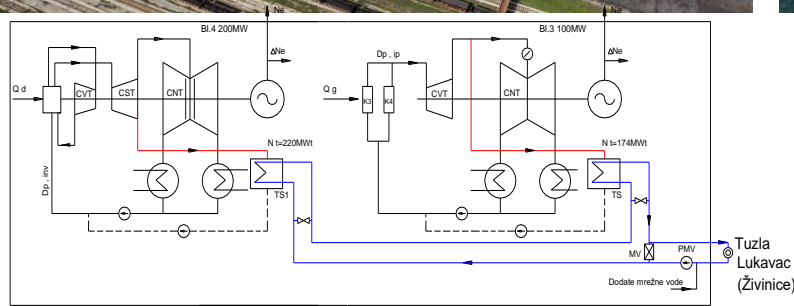 Ne
Bl.4 200MW
ΔNe
Q d
CVT
CST
CNT
N t=220MWt
Dp , inv
TS1
Ne
Bl.3 100MW
ΔNe
Dp , ip
Q g
K3
K4
CVT
CNT
N t=174MWt
TS
MV
PMV
Dodate mrežne vode
Tuzla
Lukavac
(Živinice)